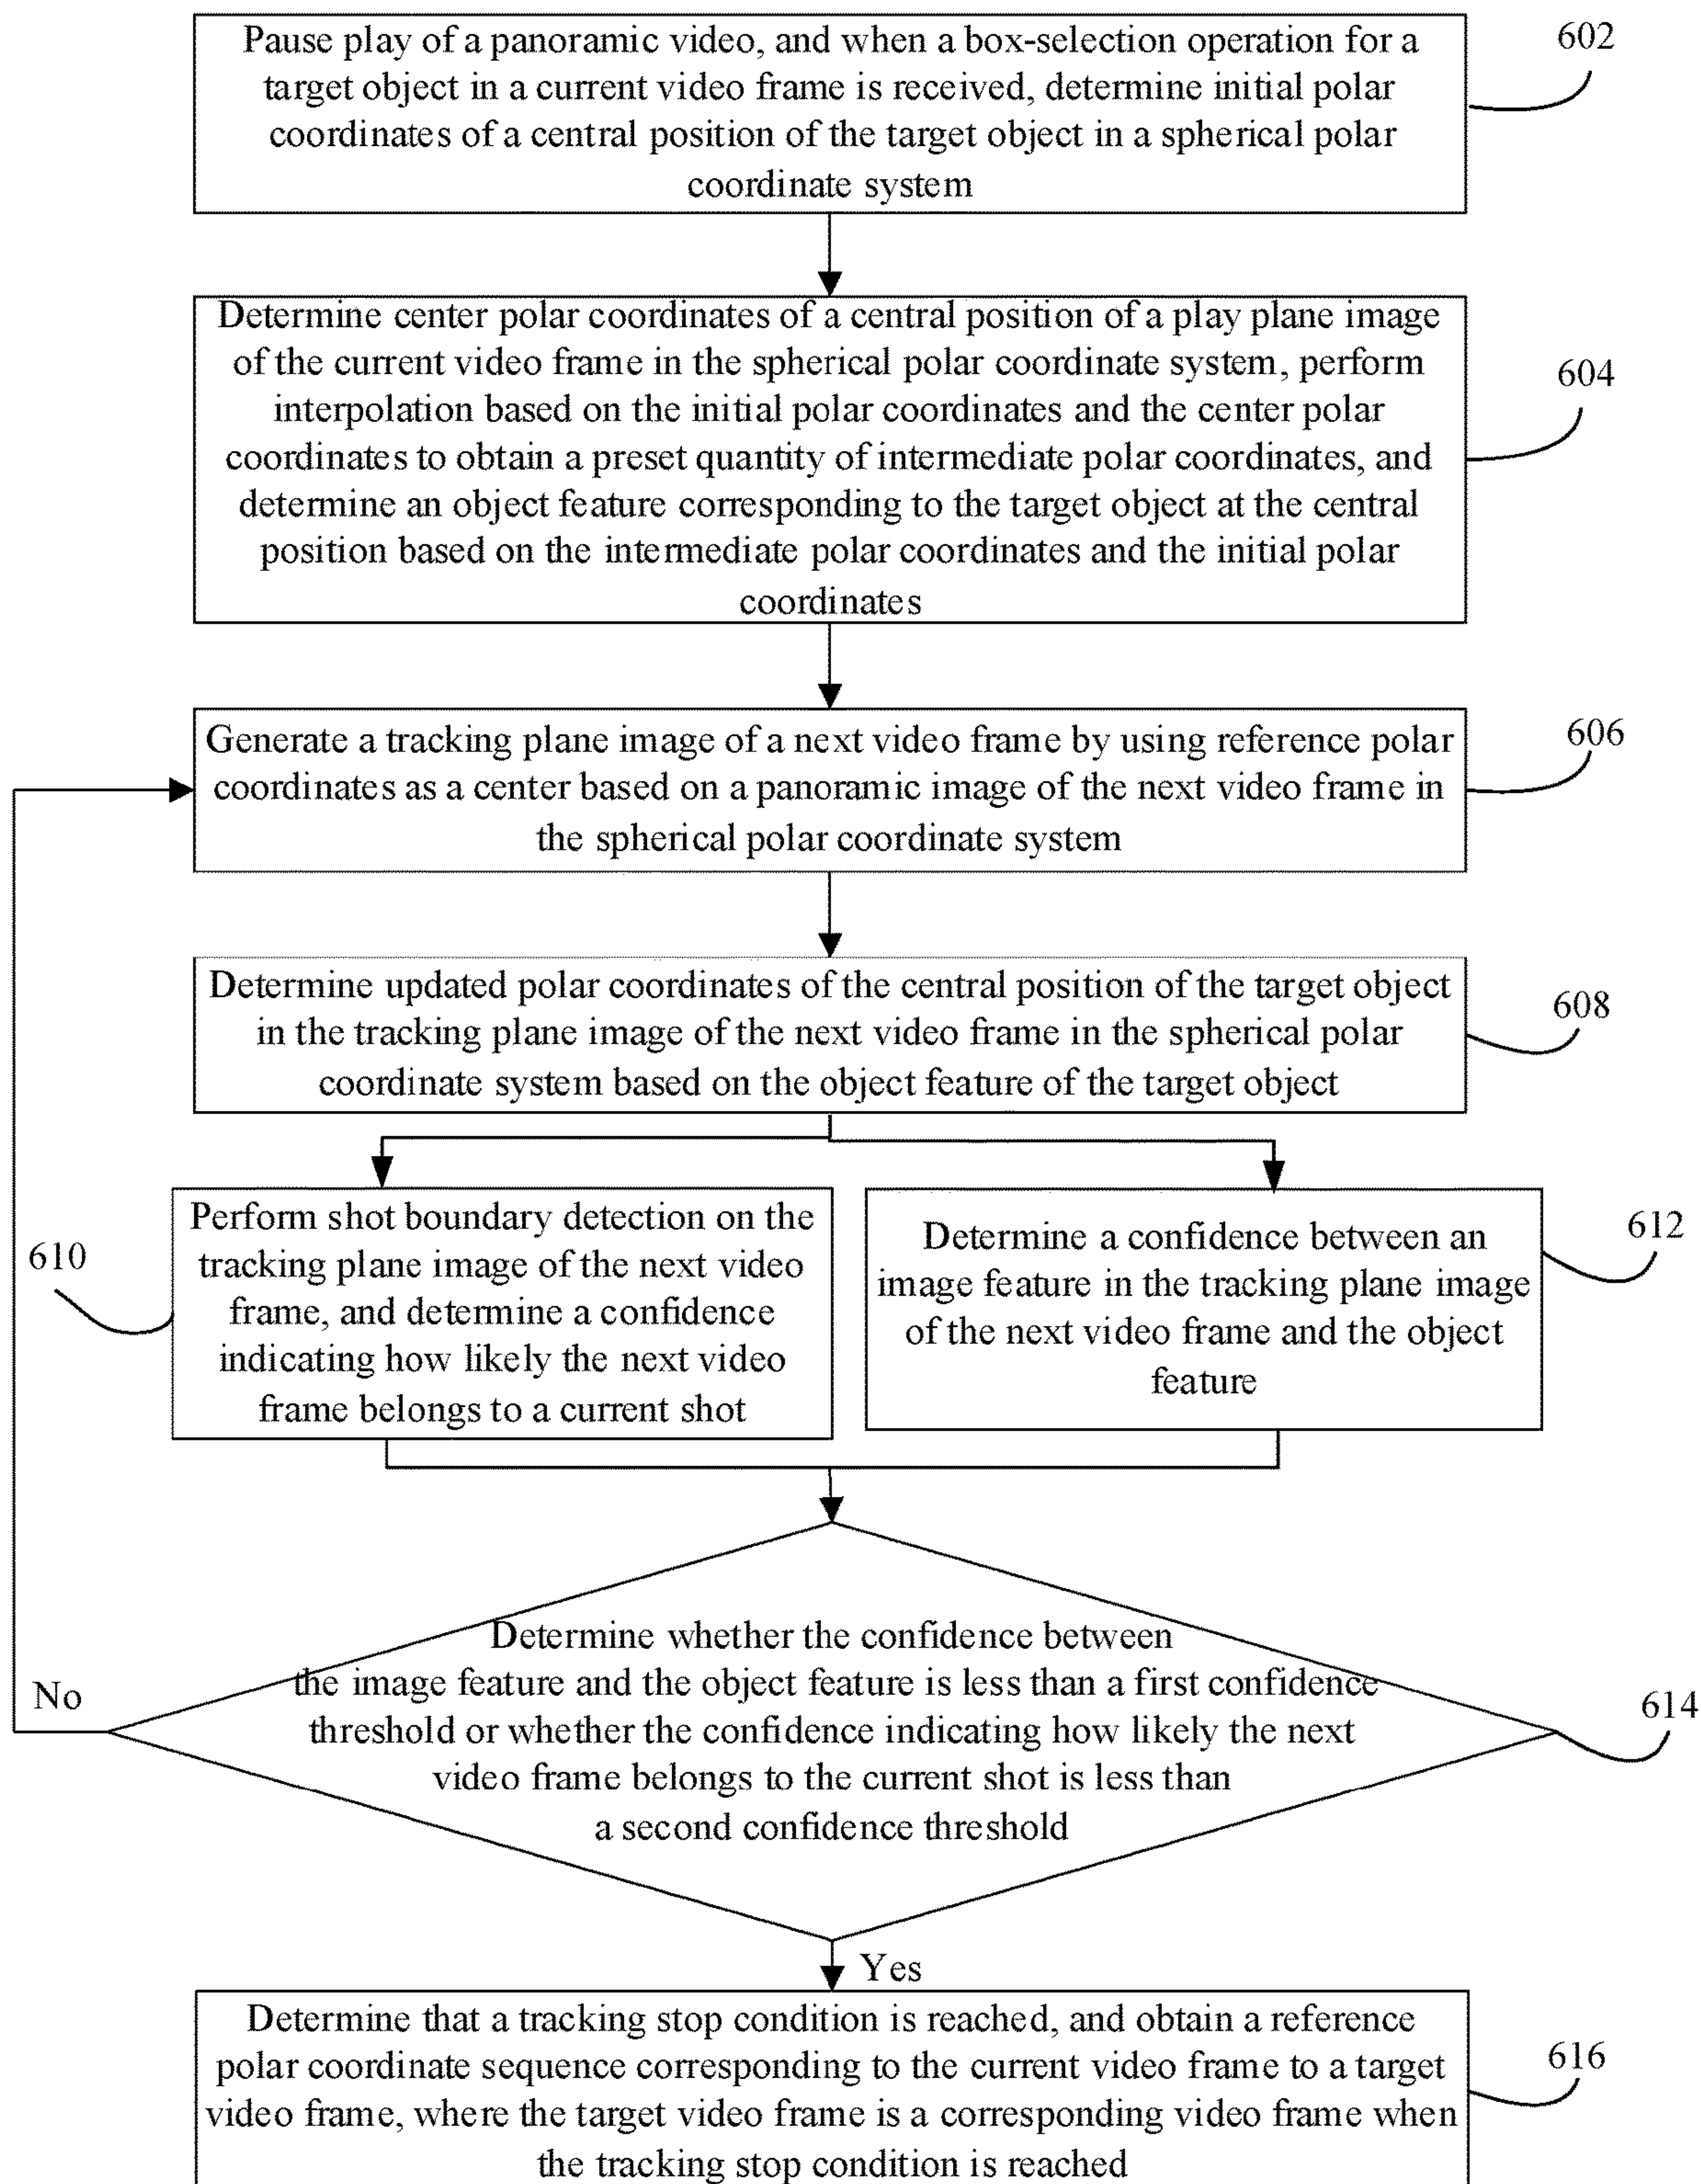 Pause play of a panoramic video, and when a box-selection operation for a
target object in a current video frame is received, determine initial polar
coordinates of a central position of the target object in a spherical polar
coordinate system
602
Determine center polar coordinates of a central position of a play plane image
of the current video frame in the spherical polar coordinate system, perform
interpolation based on the initial polar coordinates and the center polar
coordinates to obtain a preset quantity of intermediate polar coordinates, and
determine an object feature corresponding to the target object at the central
position based on the intermediate polar coordinates and the initial polar
coordinates
604
Generate a tracking plane image of a next video frame by using reference polar
coordinates as a center based on a panoramic image of the next video frame in
the spherical polar coordinate system
606
Determine updated polar coordinates of the central position of the target object
in the tracking plane image of the next video frame in the spherical polar
coordinate system based on the object feature of the target object
608
610
Perform shot boundary detection on the
tracking plane image of the next video
frame, and determine a confidence
indicating how likely the next video
frame belongs to a current shot
Determine a confidence between an
image feature in the tracking plane image
of the next video frame and the object
feature
612
Determine whether the confidence between
the image feature and the object feature is less than a first confidence
threshold or whether the confidence indicating how likely the next
video frame belongs to the current shot is less than
a second confidence threshold
614
No
Yes
Determine that a tracking stop condition is reached, and obtain a reference
polar coordinate sequence corresponding to the current video frame to a target
video frame, where the target video frame is a corresponding video frame when
the tracking stop condition is reached
616